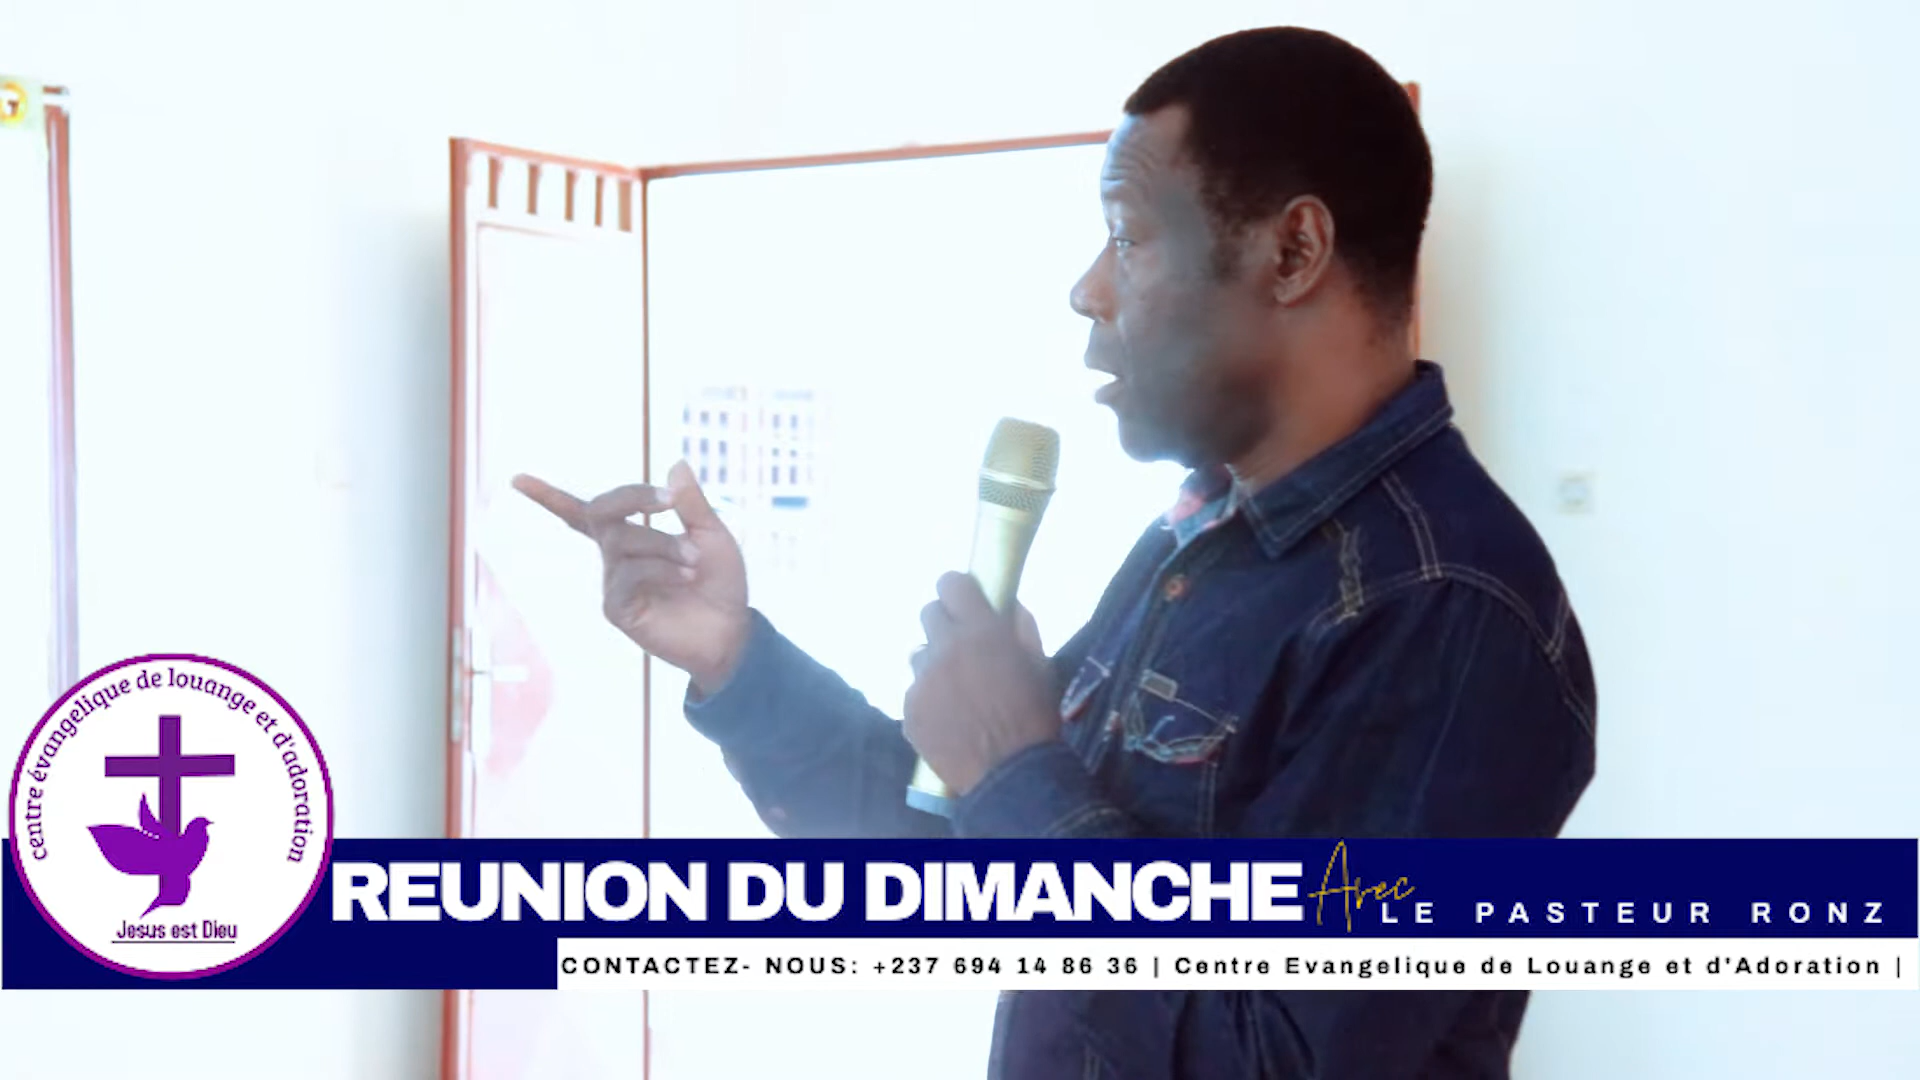 centre évangelique de louange et d'adoration
Jesus est Dieu
REUNION DU DIMANCHE Avec LE PASTEUR RONZ
CONTACTEZ- NOUS: +237 694 14 86 36 | Centre Evangelique de Louange et d'Adoration |